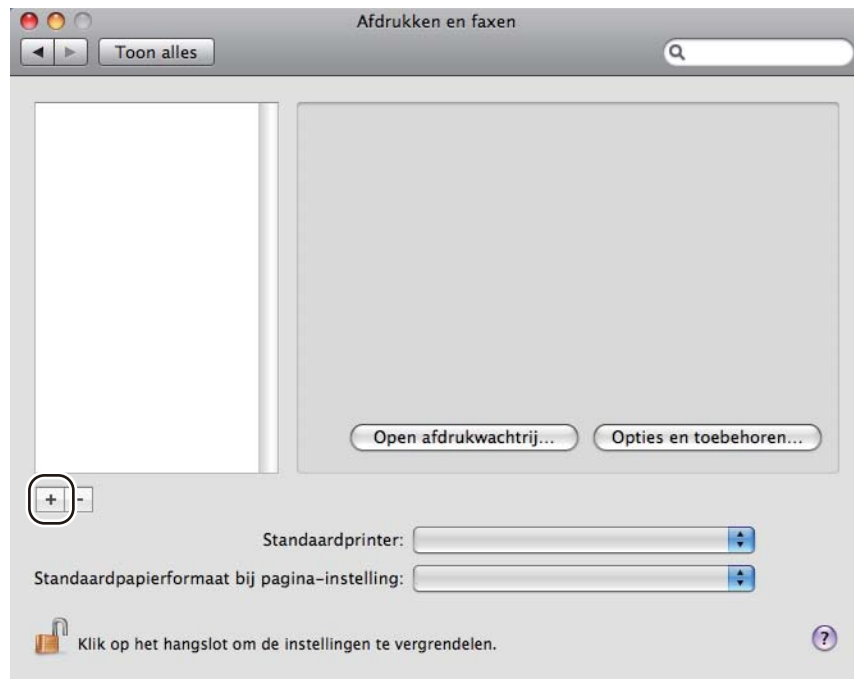 Afdrukken en faxen
Toon alles
Open afdrukwachtrij... Opties en toebehoren...
+ -
Standaardprinter:
Standaardpapierformaat bij pagina-instelling:
Klik op het hangslot om de instellingen te vergrendelen. ?